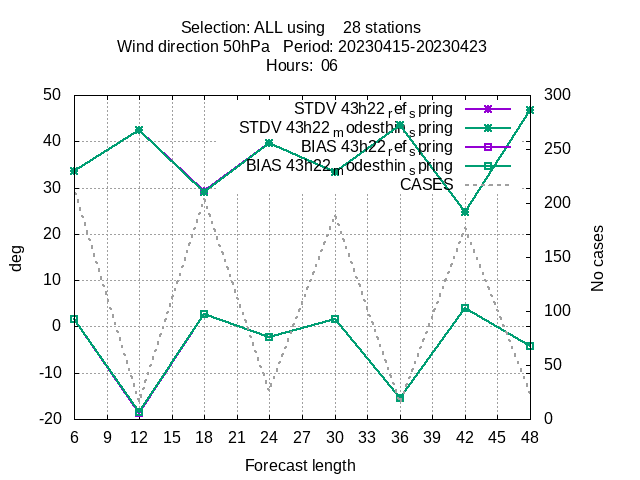 Selection: ALL using    28 stations
Wind direction 50hPa   Period: 20230415-20230423
Hours:  06
50
40
30
20
10
0
-10
-20
deg
300
250
200
150
100
50
0
No cases
STDV 43h22_ref_spring
STDV 43h22_modesthin_spring
BIAS 43h22_ref_spring
BIAS 43h22_modesthin_spring
CASES
6 9 12 15 18 21 24 27 30 33 36 39 42 45 48
Forecast length